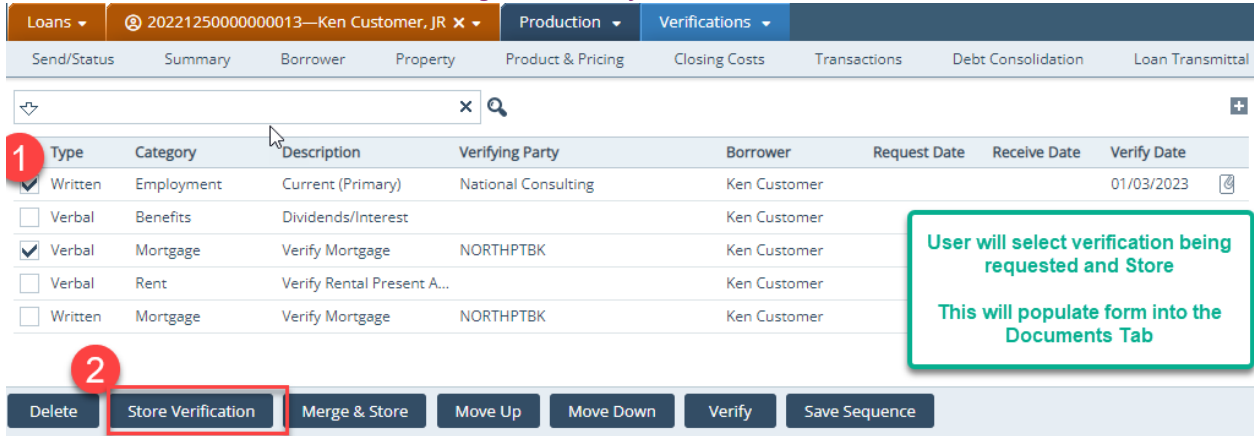 Loans 20221250000000013—Ken Customer, JR Production Verifications
Send/Status Summary Borrower Property Product & Pricing Closing Costs Transactions Debt Consolidation Loan Transmittal
1 Type Category Description Verifying Party Borrower Request Date Receive Date Verify Date
Written Employment Current (Primary) National Consulting Ken Customer 01/03/2023
Verbal Benefits Dividends/Interest Ken Customer
Verbal Mortgage Verify Mortgage NORTHPTBK Ken Customer
Verbal Rent Verify Rental Present A... Ken Customer
Written Mortgage Verify Mortgage NORTHPTBK Ken Customer
User will select verification being
requested and Store
This will populate form into the
Documents Tab
2
Delete Store Verification Merge & Store Move Up Move Down Verify Save Sequence